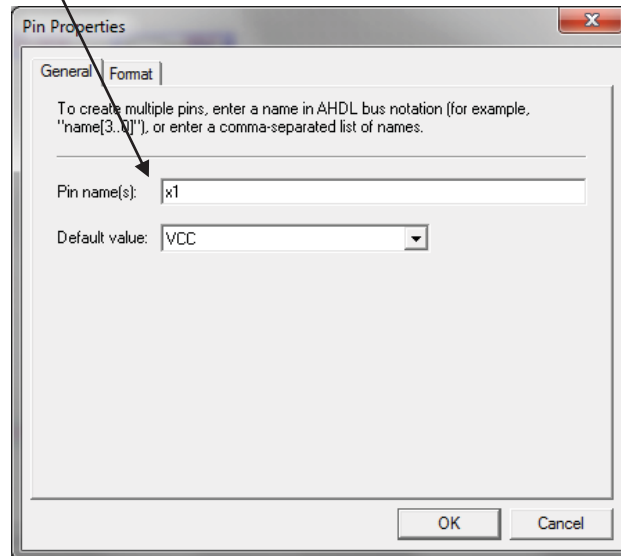 Pin Properties
General
Format
To create multiple pins, enter a name in AHDL bus notation (for example,
"name[3..0]"), or enter a comma-separated list of names.
Pin name(s):
x1
Default value:
VCC
OK
Cancel